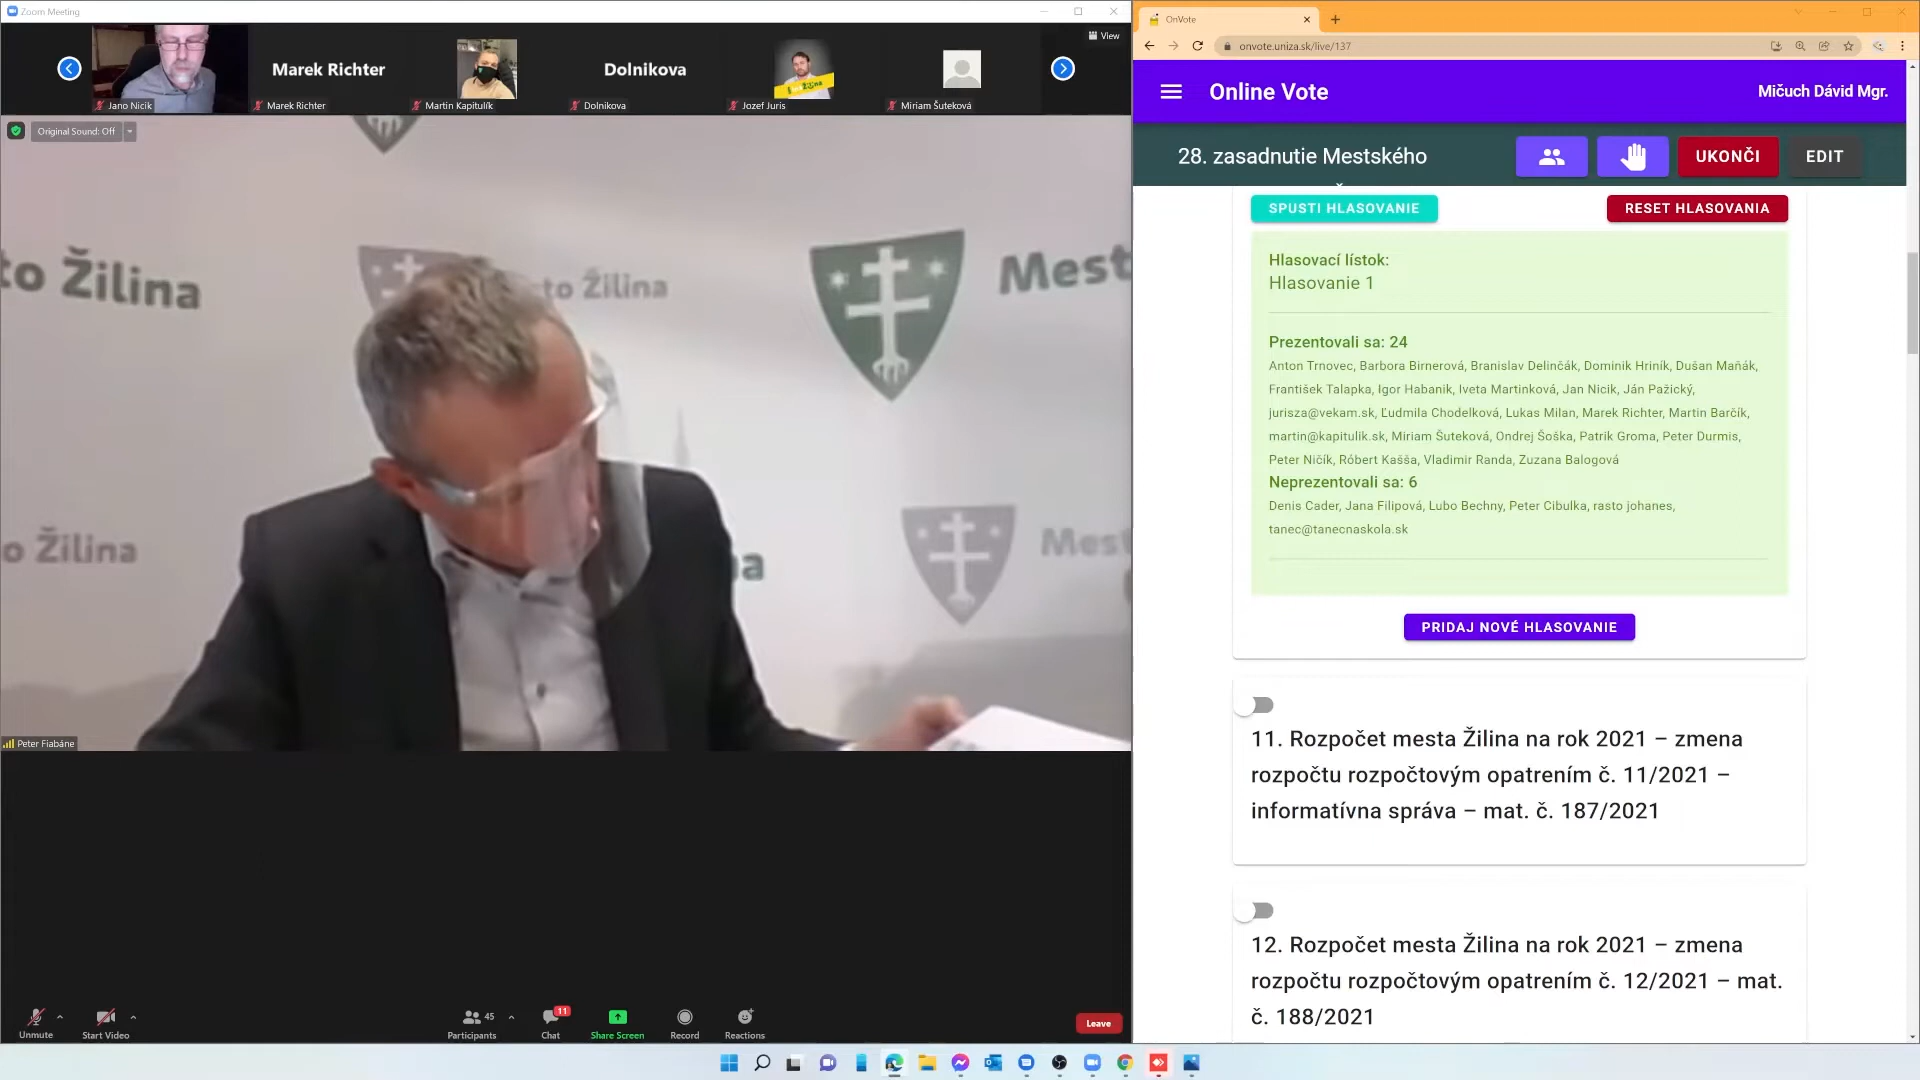 Zoom Meeting
View
Marek Richter
Dolnikova
Jano Nicik
Marek Richter
Martin Kapitulík
Dolnikova
Jozef Juris
Miriam Šuteková
Original Sound: Off
to Žilina
sto Žilina
Mest
o Žilina
Mest
na
Peter Fiabáne
Unmute
Start Video
45
Participants
11
Chat
Share Screen
Record
Reactions
Leave
OnVote
onvote.uniza.sk/live/137
Online Vote
Mičuch Dávid Mgr.
28. zasadnutie Mestského
UKONČI
EDIT
SPUSTI HLASOVANIE
RESET HLASOVANIA
Hlasovací lístok:
Hlasovanie 1
Prezentovali sa: 24
Anton Trnovec, Barbora Birnerová, Branislav Delinčák, Dominik Hriník, Dušan Maňák,
František Talapka, Igor Habanik, Iveta Martinková, Jan Nicik, Ján Pažický,
jurisza@vekam.sk, Ľudmila Chodelková, Lukas Milan, Marek Richter, Martin Barčík,
martin@kapitulik.sk, Miriam Šuteková, Ondrej Šoška, Patrik Groma, Peter Durmis,
Peter Ničík, Róbert Kašša, Vladimir Randa, Zuzana Balogová
Neprezentovali sa: 6
Denis Cader, Jana Filipová, Lubo Bechny, Peter Cibulka, rasto johanes,
tanec@tanecnaskola.sk
PRIDAJ NOVÉ HLASOVANIE
11. Rozpočet mesta Žilina na rok 2021 – zmena
rozpočtu rozpočtovým opatrením č. 11/2021 –
informatívna správa – mat. č. 187/2021
12. Rozpočet mesta Žilina na rok 2021 – zmena
rozpočtu rozpočtovým opatrením č. 12/2021 – mat.
č. 188/2021